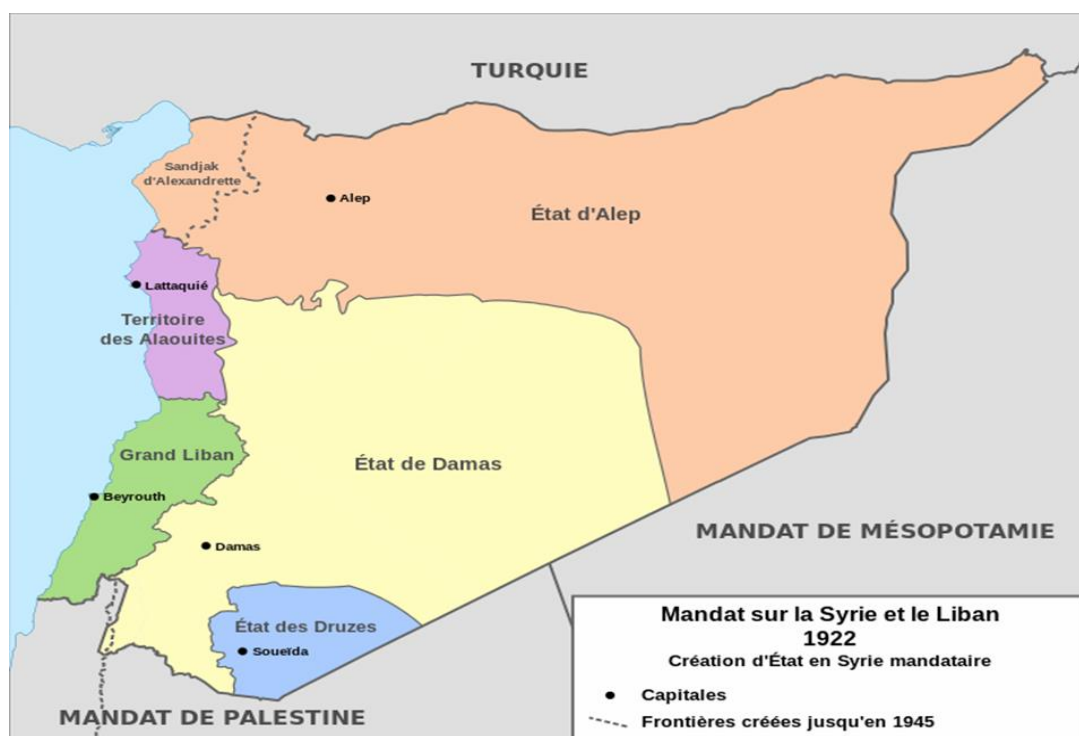 TURQUIE
Sandjak
d'Alexandrette
Alep
État d'Alep
Lattaquié
Territoire
des Alaouites
Grand Liban
État de Damas
Beyrouth
MANDAT DE MÉSOPOTAMIE
Damas
État des Druzes
Soueïda
MANDAT DE PALESTINE
Mandat sur la Syrie et le Liban
1922
Création d'État en Syrie mandataire
Capitales
Frontières créées jusqu'en 1945